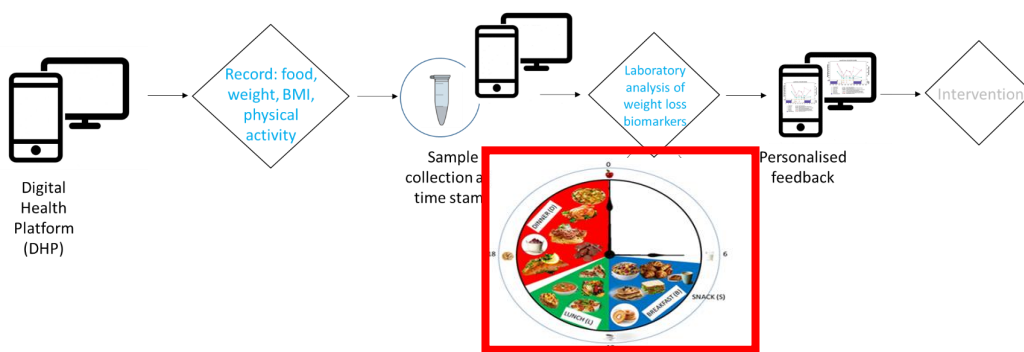 Digital
Health
Platform
(DHP)
Record: food,
weight, BMI,
physical
activity
Sample
collection a
time stam
Laboratory
analysis of
weight loss
biomarkers
Personalised
feedback
Intervention
0
DINNER (D)
18
6
SNACK (S)
BREAKFAST (B)
LUNCH (L)